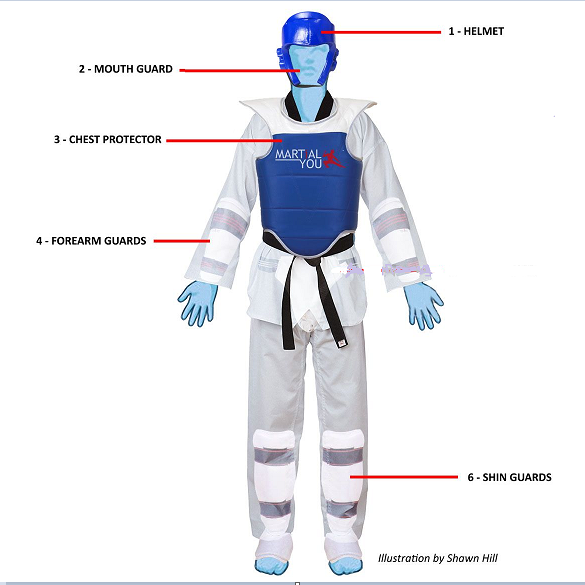 1 - HELMET
2 - MOUTH GUARD
3 - CHEST PROTECTOR
MARTIAL
YOU
4 - FOREARM GUARDS
6 - SHIN GUARDS
Illustration by Shawn Hill